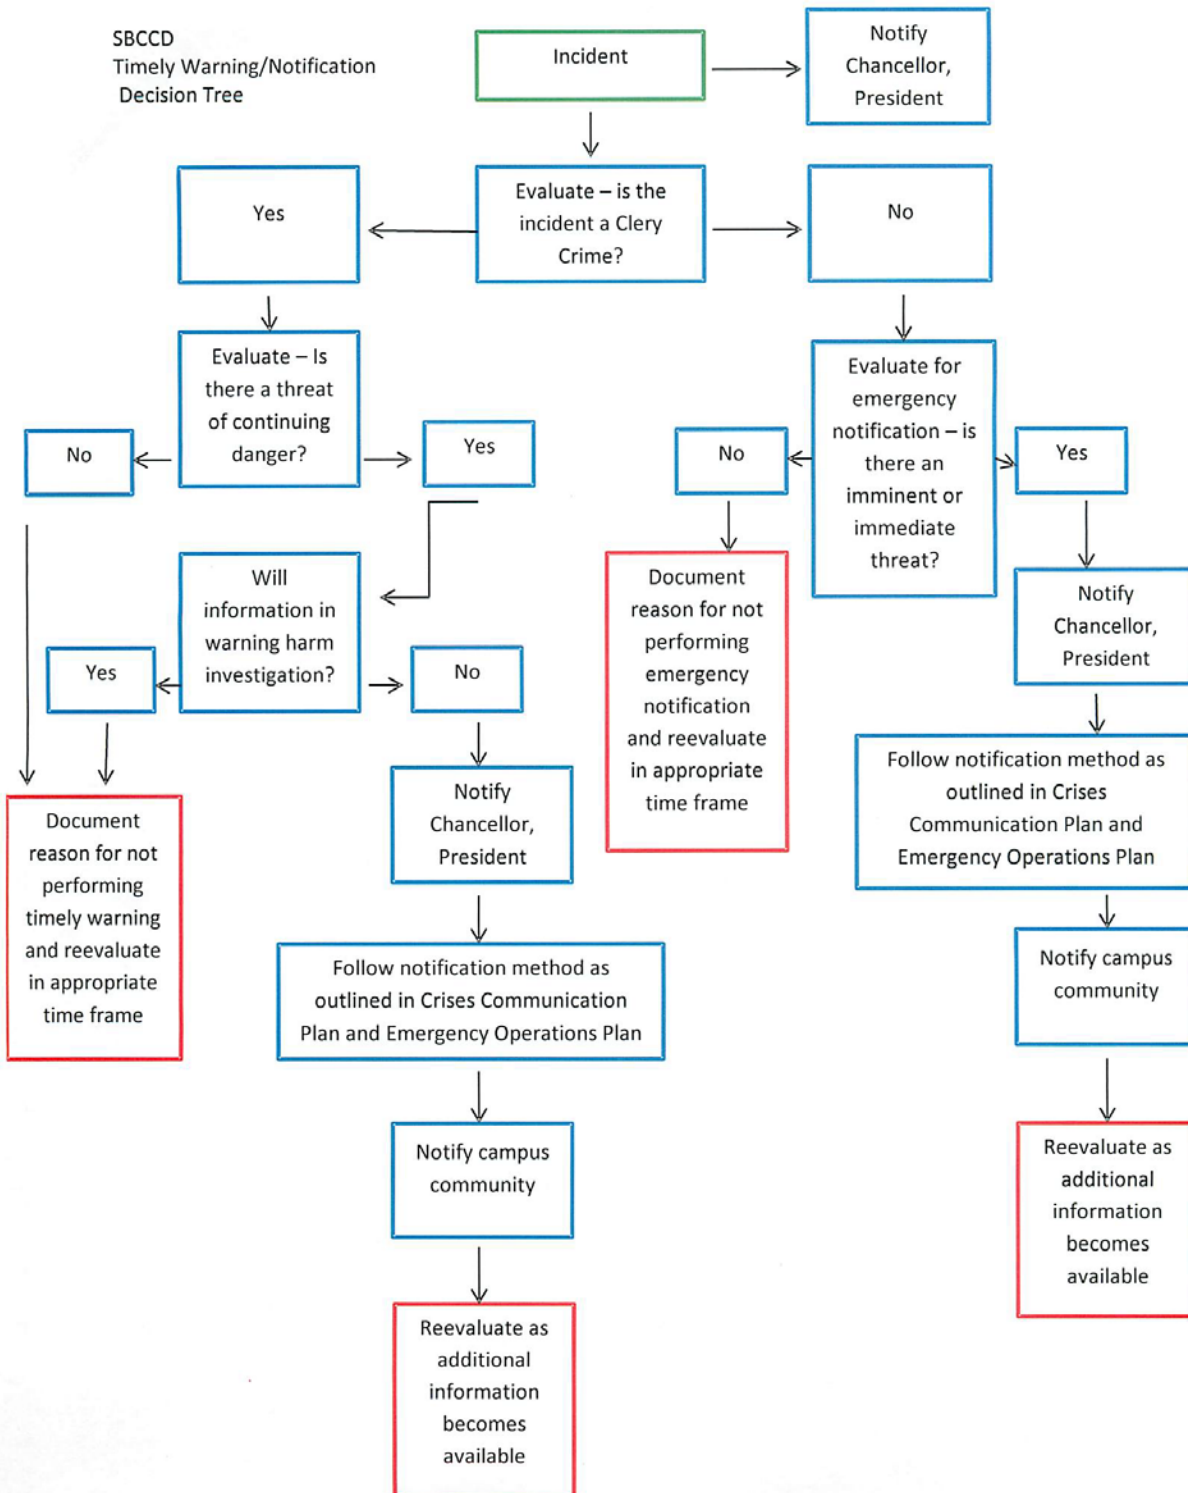 SBCCD
Timely Warning/Notification
Decision Tree
Incident
Notify
Chancellor,
President
Yes
Evaluate – is the
incident a Clery
Crime?
No
Evaluate – Is
there a threat
of continuing
danger?
No
Yes
Evaluate for
emergency
notification – is
there an
imminent or
immediate
threat?
No
Yes
Will
information in
warning harm
investigation?
Yes
No
Document
reason for not
performing
emergency
notification
and reevaluate
in appropriate
time frame
Notify
Chancellor,
President
Follow notification method as
outlined in Crises
Communication Plan and
Emergency Operations Plan
Document
reason for not
performing
timely warning
and reevaluate
in appropriate
time frame
Notify
Chancellor,
President
Follow notification method as
outlined in Crises Communication
Plan and Emergency Operations Plan
Notify campus
community
Notify campus
community
Reevaluate as
additional
information
becomes
available
Reevaluate as
additional
information
becomes
available